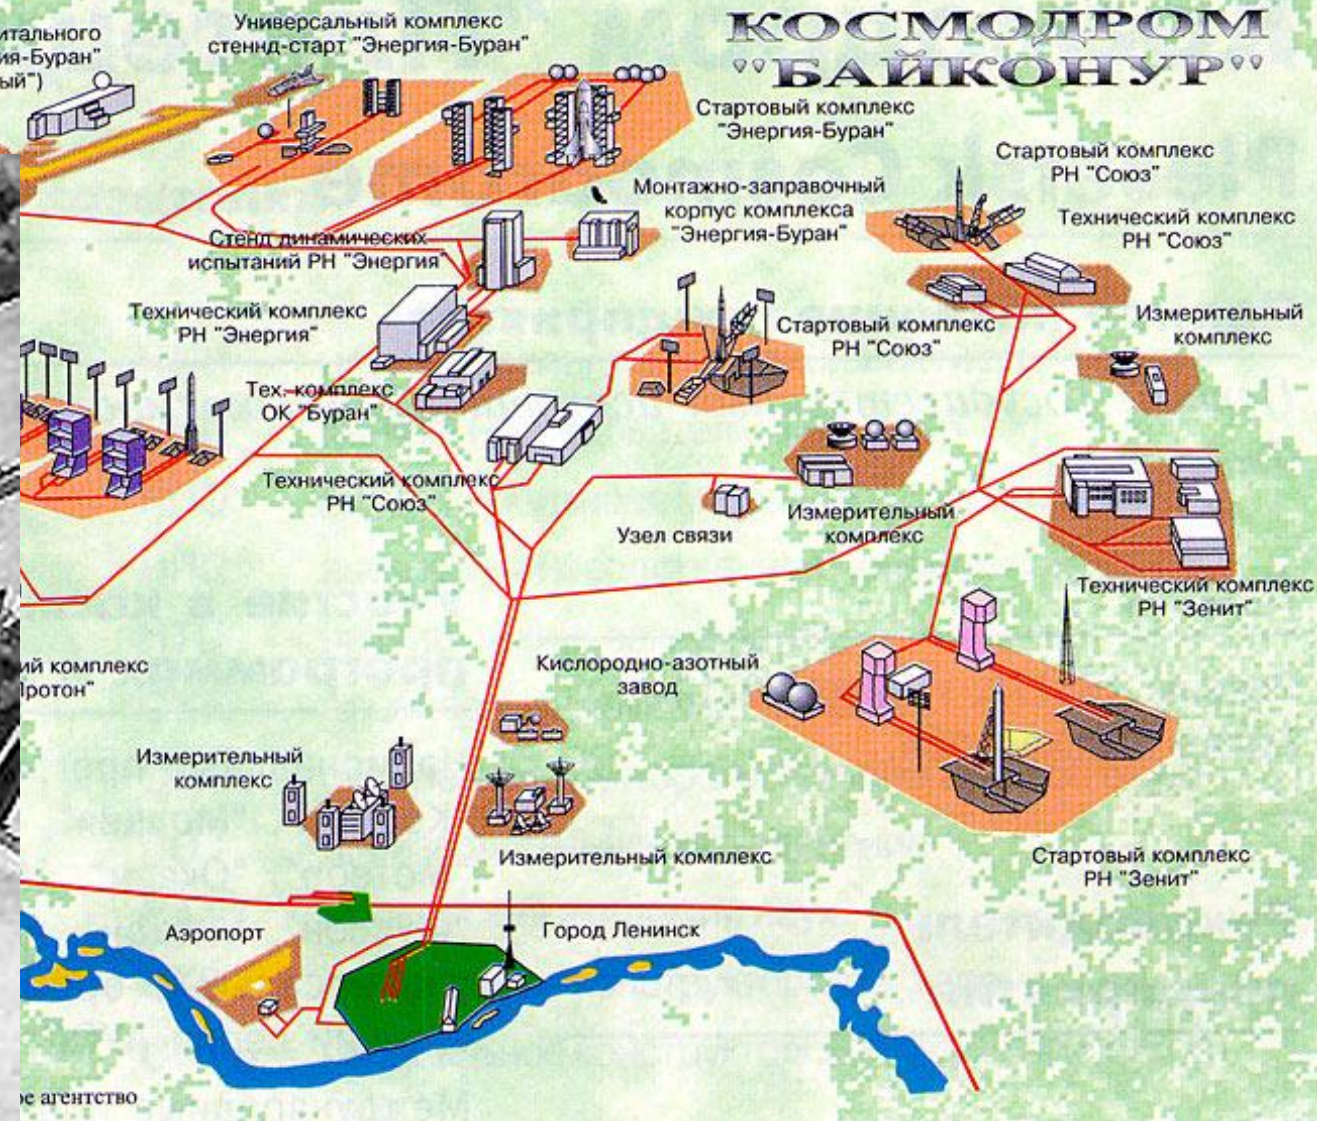 КОСМОДРОМ
"БАЙКОНУР"
итального
ия-Буран"
ый")
Универсальный комплекс
стеннд-старт "Энергия-Буран"
Стартовый комплекс
"Энергия-Буран"
Стартовый комплекс
РН "Союз"
Монтажно-заправочный
корпус комплекса
"Энергия-Буран"
Технический комплекс
РН "Союз"
Стенд динамических
испытаний РН "Энергия"
Технический комплекс
РН "Энергия"
Стартовый комплекс
РН "Союз"
Измерительный
комплекс
Тех. комплекс
ОК "Буран"
Технический комплекс
РН "Союз"
Узел связи
Измерительный
комплекс
Технический комплекс
РН "Зенит"
ий комплекс
Протон"
Кислородно-азотный
завод
Измерительный
комплекс
Измерительный комплекс
Стартовый комплекс
РН "Зенит"
Аэропорт
Город Ленинск
ое агентство